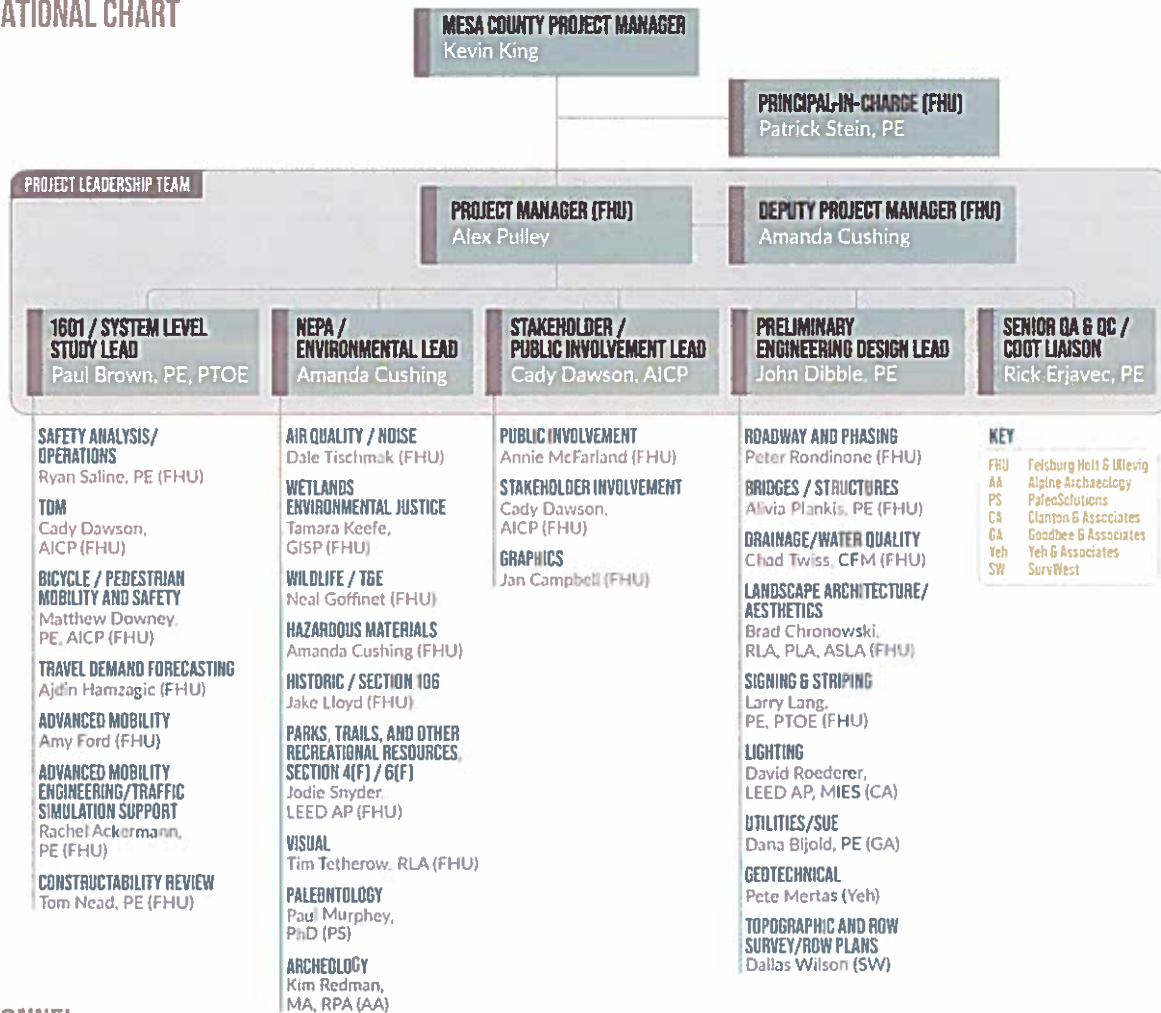 ATIONAL CHART
MESA COUNTY PROJECT MANAGER
Kevin King
PRINCIPAL-IN-CHARGE (FHU)
Patrick Stein, PE
PROJECT LEADERSHIP TEAM
PROJECT MANAGER (FHU)
Alex Pulley
DEPUTY PROJECT MANAGER (FHU)
Amanda Cushing
1601 / SYSTEM LEVEL
STUDY LEAD
Paul Brown, PE, PTOE
NEPA /
ENVIRONMENTAL LEAD
Amanda Cushing
STAKEHOLDER /
PUBLIC INVOLVEMENT LEAD
Cady Dawson, AICP
PRELIMINARY
ENGINEERING DESIGN LEAD
John Dibble, PE
SENIOR QA & QC /
CDOT LIAISON
Rick Erjavec, PE
SAFETY ANALYSIS/
OPERATIONS
Ryan Saline, PE (FHU)
TDM
Cady Dawson,
AICP (FHU)
BICYCLE / PEDESTRIAN
MOBILITY AND SAFETY
Matthew Downey,
PE, AICP (FHU)
TRAVEL DEMAND FORECASTING
Ajdin Hamzagic (FHU)
ADVANCED MOBILITY
Amy Ford (FHU)
ADVANCED MOBILITY
ENGINEERING/TRAFFIC
SIMULATION SUPPORT
Rachel Ackermann,
PE (FHU)
CONSTRUCTABILITY REVIEW
Tom Nead, PE (FHU)
AIR QUALITY / NOISE
Dale Tischmak (FHU)
WETLANDS
ENVIRONMENTAL JUSTICE
Tamara Keefe,
GISP (FHU)
WILDLIFE / T&E
Neal Goffinet (FHU)
HAZARDOUS MATERIALS
Amanda Cushing (FHU)
HISTORIC / SECTION 106
Jake Lloyd (FHU)
PARKS, TRAILS, AND OTHER
RECREATIONAL RESOURCES,
SECTION 4(F) / 6(F)
Jodie Snyder,
LEED AP (FHU)
VISUAL
Tim Tetherow, RLA (FHU)
PALEONTOLOGY
Paul Murphey,
PhD (PS)
ARCHEOLOGY
Kim Redman,
MA, RPA (AA)
PUBLIC INVOLVEMENT
Annie McFarland (FHU)
STAKEHOLDER INVOLVEMENT
Cady Dawson,
AICP (FHU)
GRAPHICS
Jan Campbell (FHU)
ROADWAY AND PHASING
Peter Rondinone (FHU)
BRIDGES / STRUCTURES
Alivia Plankis, PE (FHU)
DRAINAGE/WATER QUALITY
Chad Twiss, CFM (FHU)
LANDSCAPE ARCHITECTURE/
AESTHETICS
Brad Chronowski,
RLA, PLA, ASLA (FHU)
SIGNING & STRIPING
Larry Lang,
PE, PTOE (FHU)
LIGHTING
David Roederer,
LEED AP, MIES (CA)
UTILITIES/SUE
Dana Bijold, PE (GA)
GEOTECHNICAL
Pete Mertas (Yeh)
TOPOGRAPHIC AND ROW
SURVEY/ROW PLANS
Dallas Wilson (SW)
KEY
FHU Felsburg Holt & Ullevig
AA Alpine Archaeology
PS PaleoSolutions
CA Clanton & Associates
GA Goodbee & Associates
Yeh Yeh & Associates
SW SurvWest